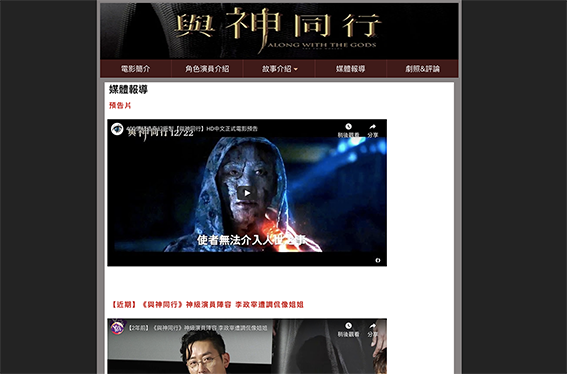 與神同行
ALONG WITH THE GODS
電影簡介 角色演員介紹 故事介紹 媒體報導 劇照&評論
媒體報導
預告片
【與神同行】HD中文正式電影預告
稍後觀看 分享
與神同行 12/22
使者無法介入人
【近期】《與神同行》神級演員陣容 李政宰遭調侃像姐姐
【2年前】《與神同行》神級演員陣容 李政宰遭調侃像姐姐
稍後觀看 分享